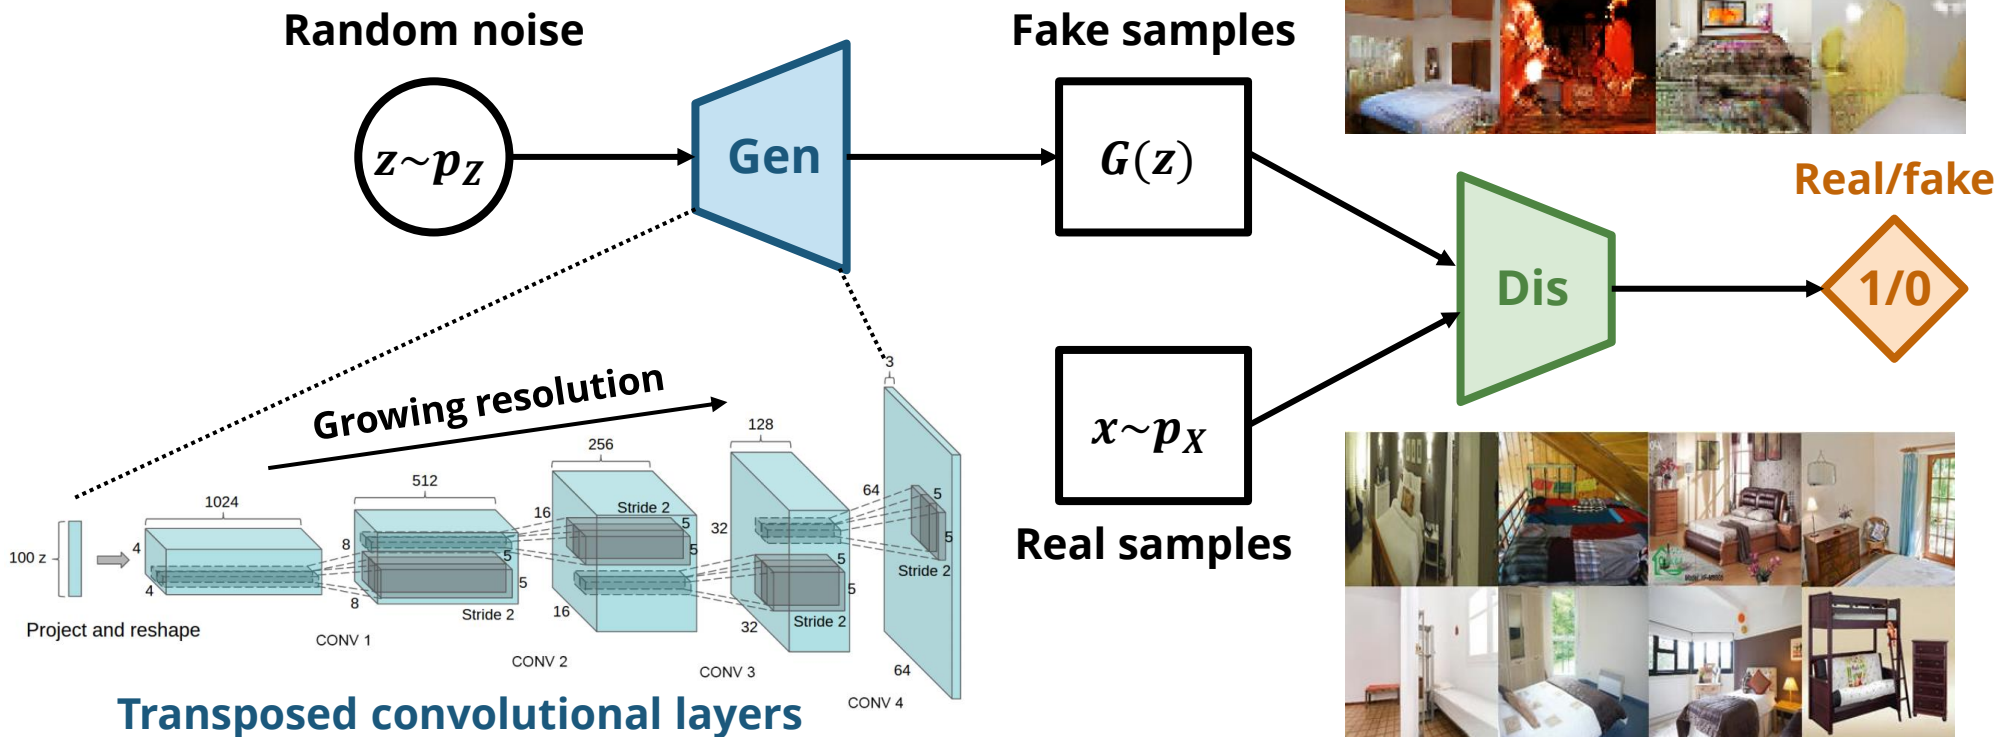 Random noise
Fake samples
z~p_Z
Gen
G(z)
Real/fake
Dis
1/0
x~p_X
Real samples
Growing resolution
3
128
256
512
1024
64
5
5
Stride 2
32
16
Stride 2
5
5
8
4
100 z
4
8
5
5
Stride 2
16
5
5
Stride 2
32
64
Project and reshape
CONV 1
CONV 2
CONV 3
CONV 4
Transposed convolutional layers